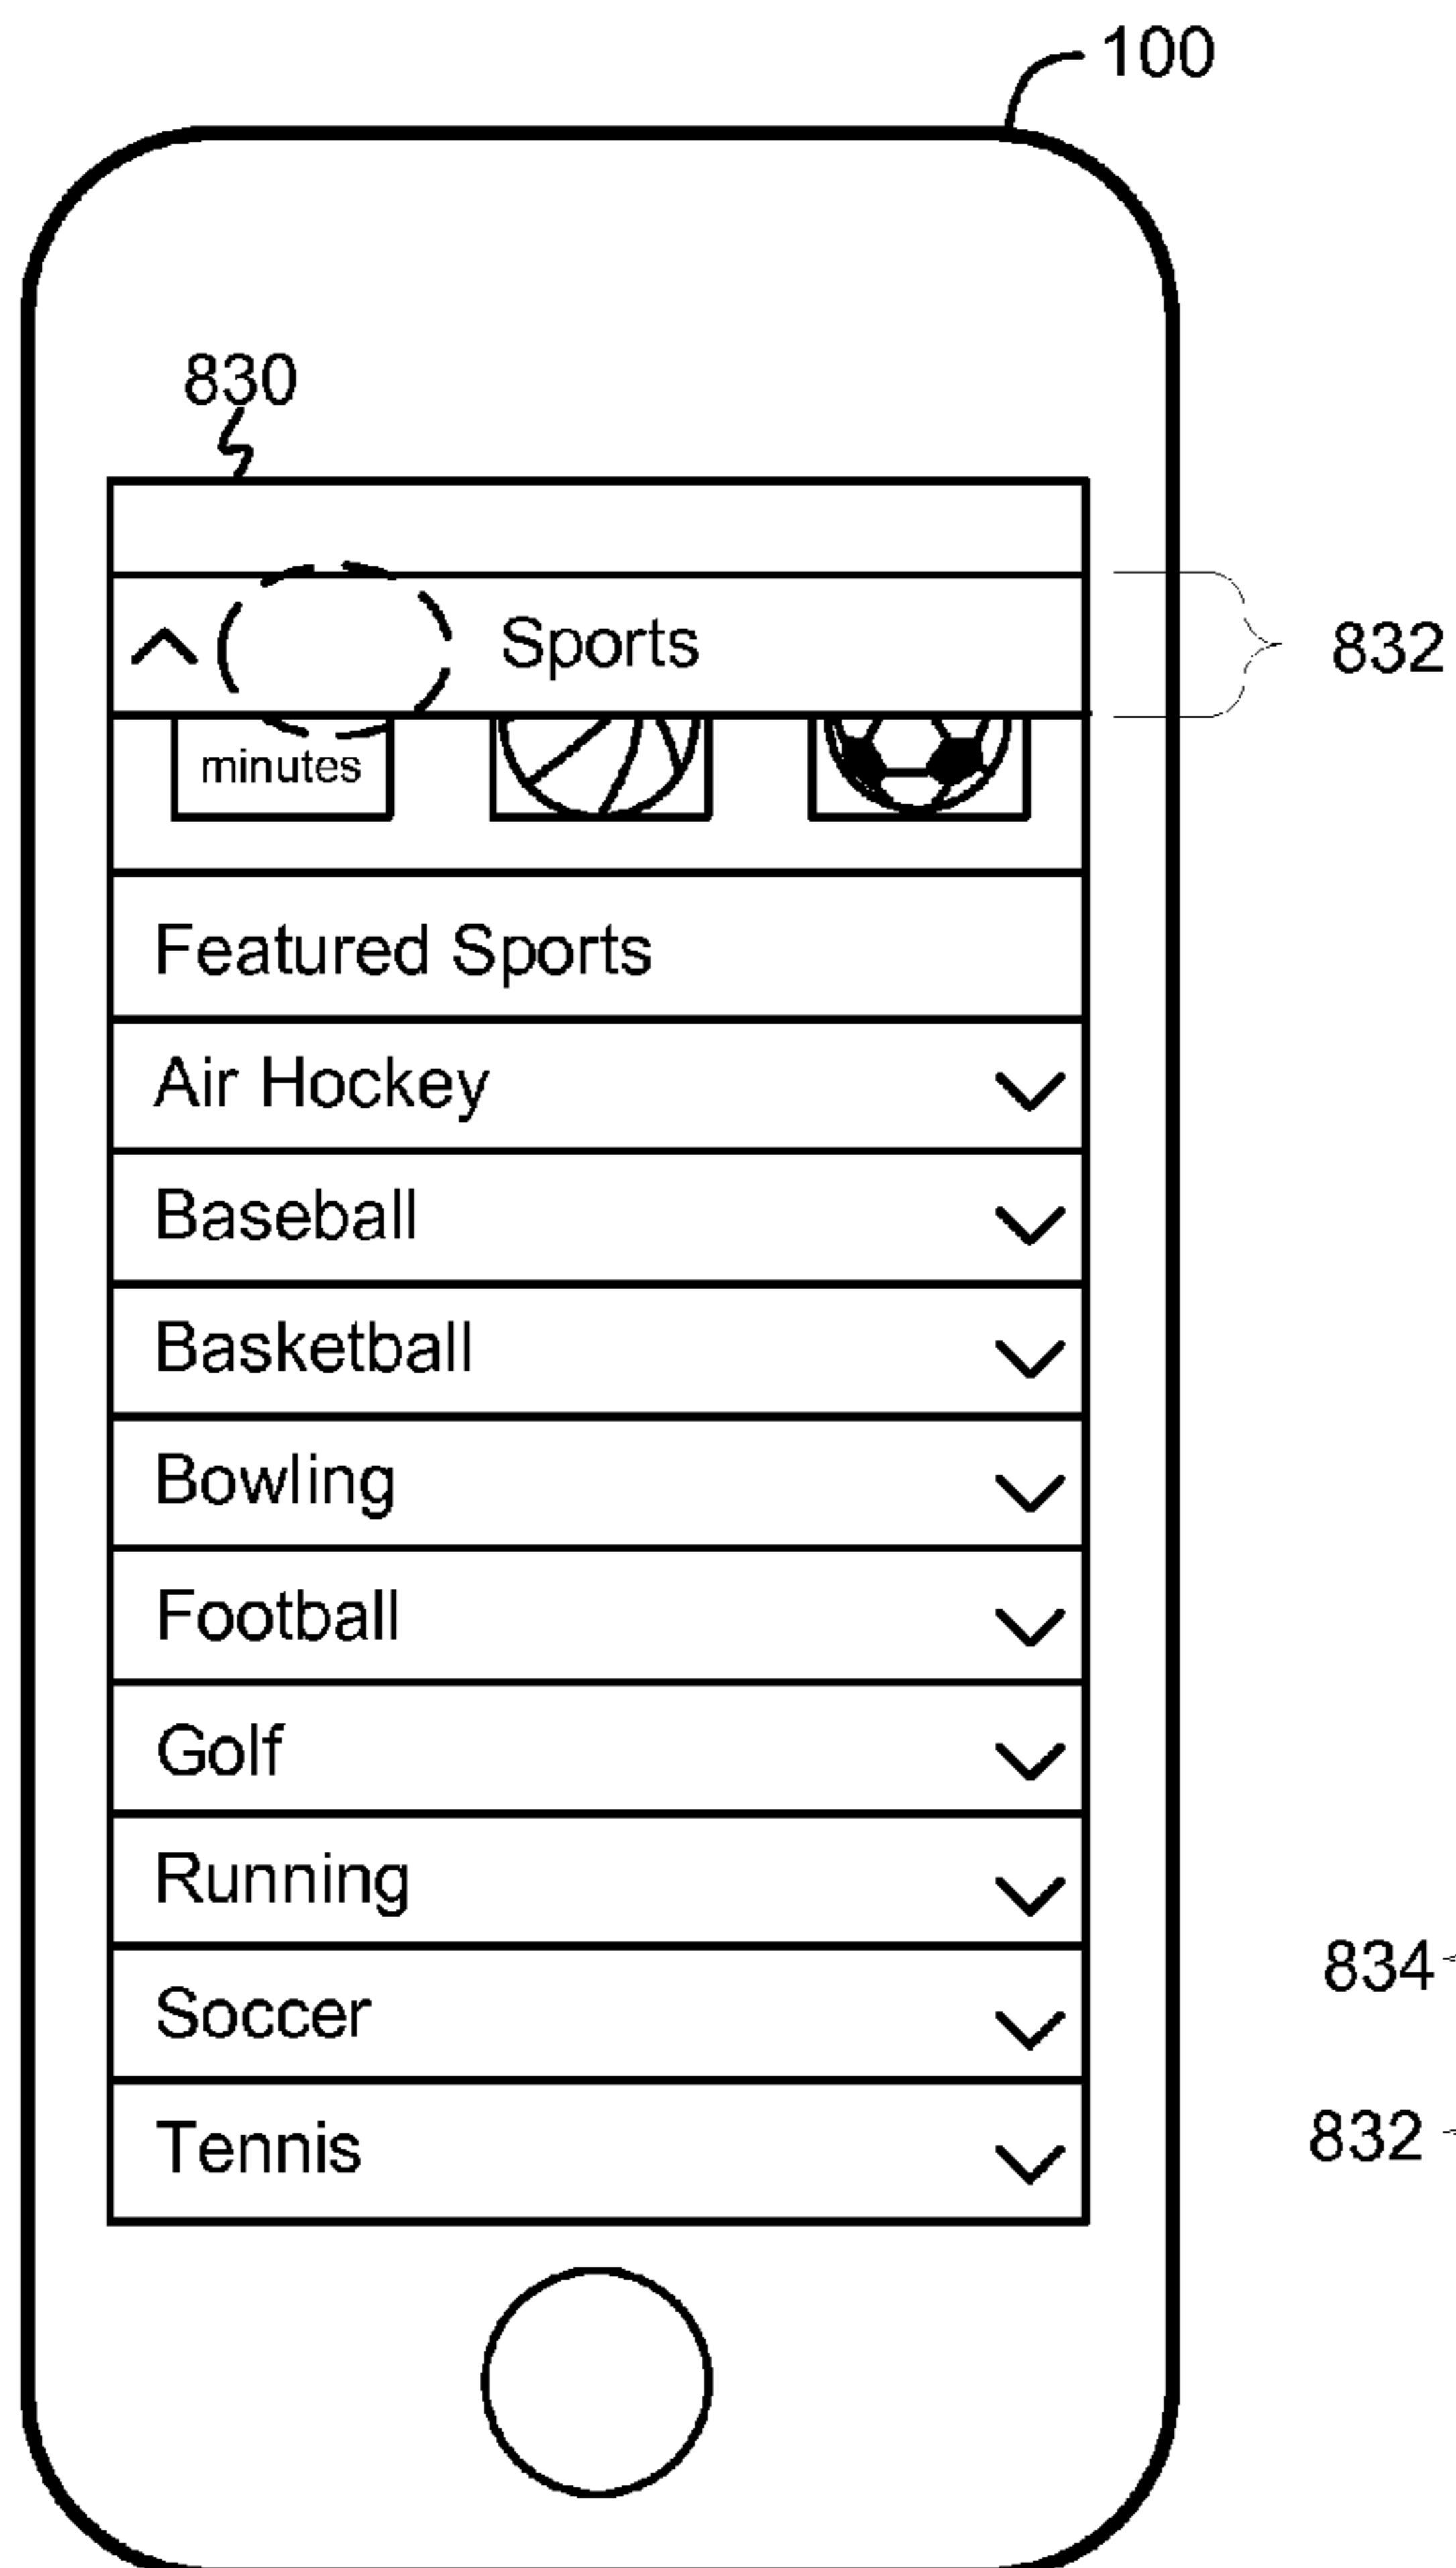 100
830
Sports
832
minutes
Featured Sports
Air Hockey
Baseball
Basketball
Bowling
Football
Golf
Running
834
Soccer
832
Tennis